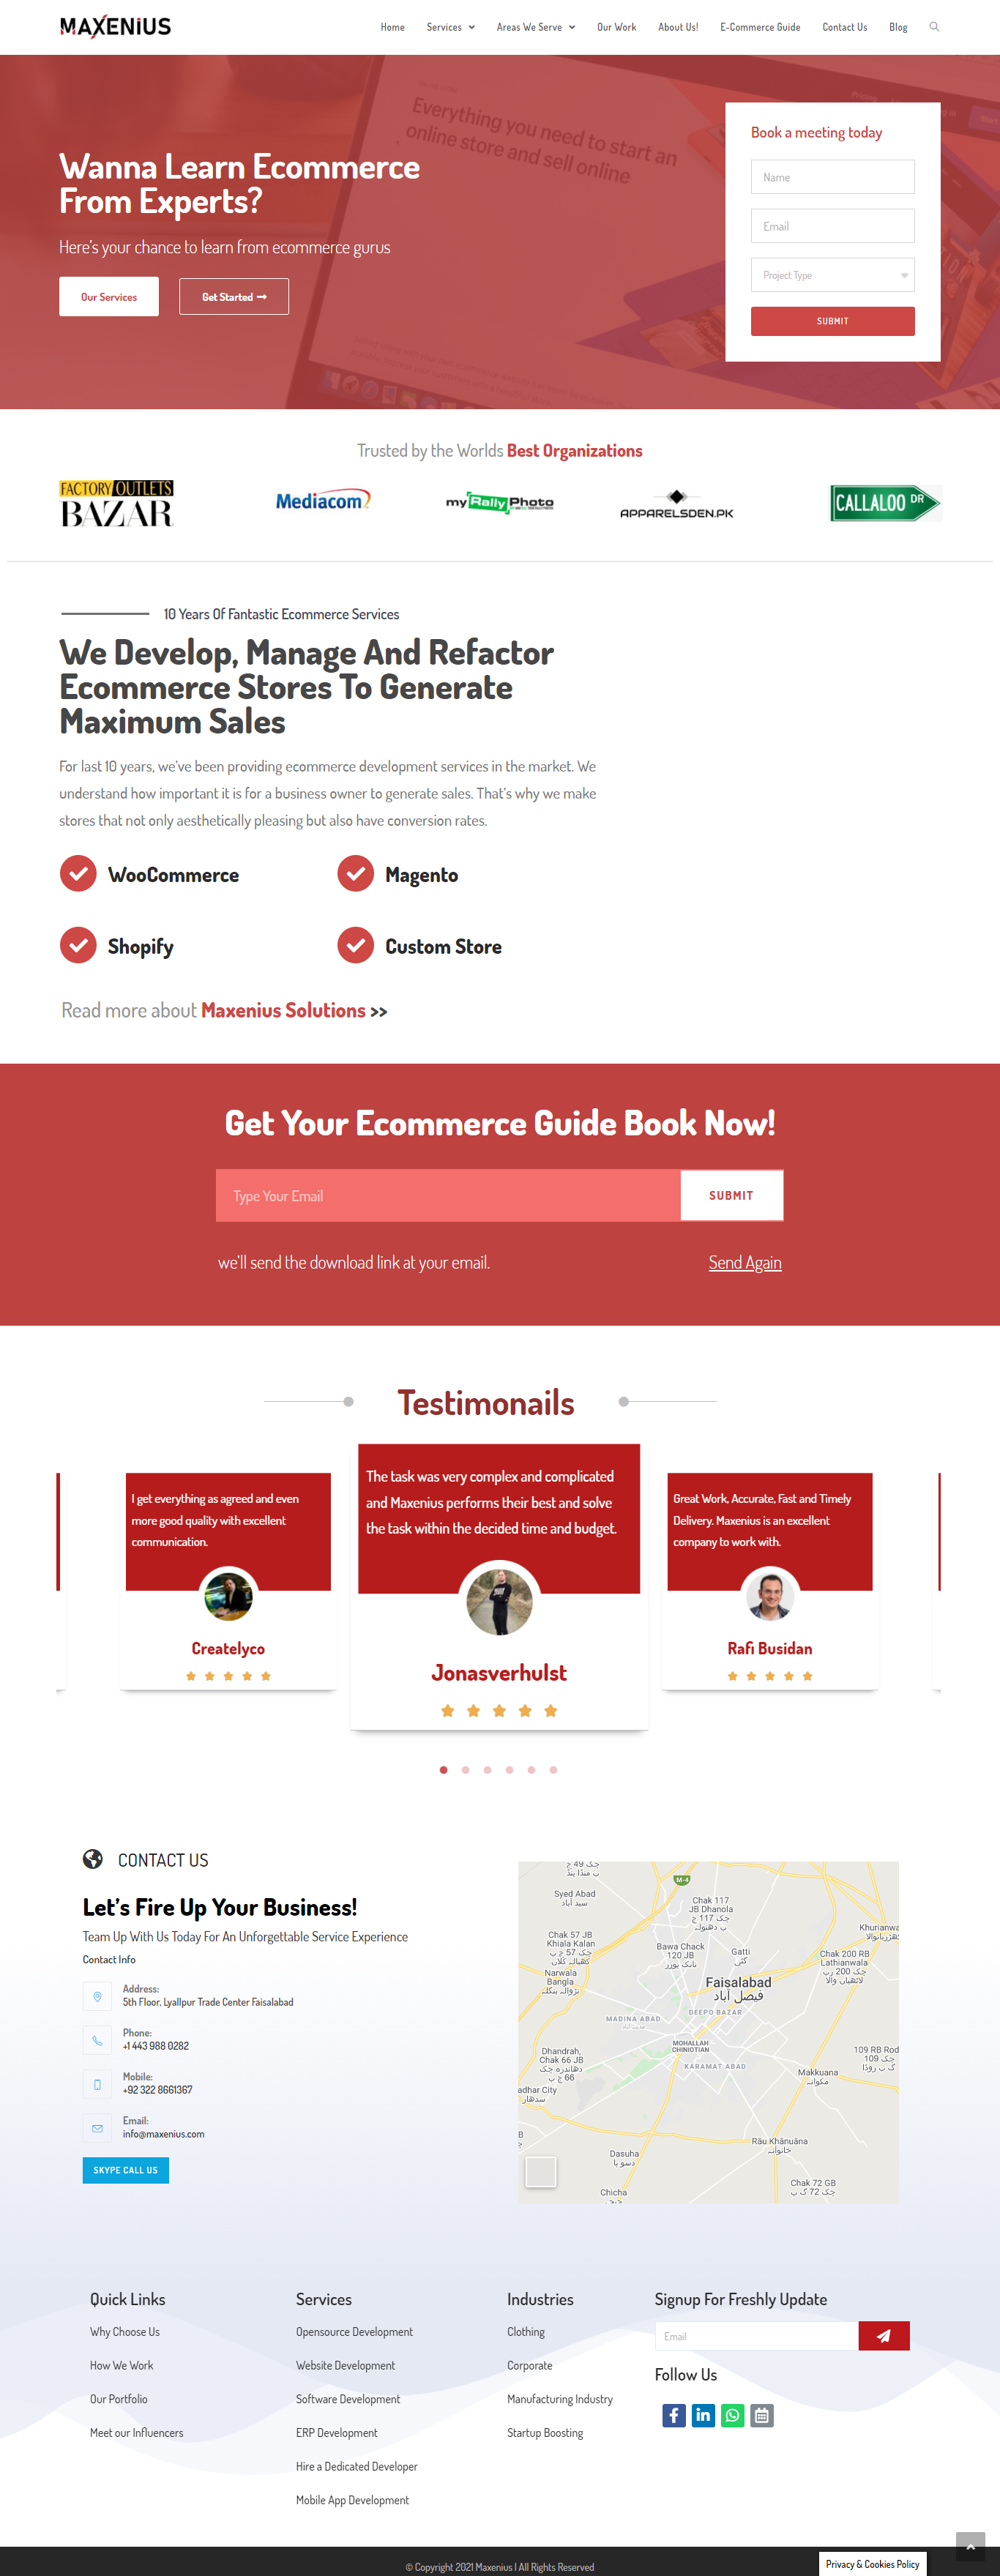 MAXENIUS
Home Services Areas We Serve Our Work About Us! E-Commerce Guide Contact Us Blog
Everything you need to start an
online store and sell online
Wanna Learn Ecommerce
From Experts?
Here's your chance to learn from ecommerce gurus
Our Services
Get Started
Book a meeting today
Name
Email
Project Type
SUBMIT
Trusted by the Worlds Best Organizations
FACTORY OUTLETS
BAZAR
Mediacom
my Rally Photo
APPARELSDEN.PK
CALLALOO DR
10 Years Of Fantastic Ecommerce Services
We Develop, Manage And Refactor
Ecommerce Stores To Generate
Maximum Sales
For last 10 years, we've been providing ecommerce development services in the market. We
understand how important it is for a business owner to generate sales. That's why we make
stores that not only aesthetically pleasing but also have conversion rates.
WooCommerce
Magento
Shopify
Custom Store
Read more about Maxenius Solutions >>
Get Your Ecommerce Guide Book Now!
Type Your Email
SUBMIT
we'll send the download link at your email.
Send Again
Testimonails
I get everything as agreed and even
more good quality with excellent
communication.
Createlyco
The task was very complex and complicated
and Maxenius performs their best and solve
the task within the decided time and budget.
Jonasverhulst
Great Work, Accurate, Fast and Timely
Delivery. Maxenius is an excellent
company to work with.
Rafi Busidan
CONTACT US
Let's Fire Up Your Business!
Team Up With Us Today For An Unforgettable Service Experience
Contact Info
Address:
5th Floor, Lyallpur Trade Center Faisalabad
Phone:
+1 443 988 0282
Mobile:
+92 322 8661367
Email:
info@maxenius.com
SKYPE CALL US
M-4
Syed Abad
سید آباد
Chak 117
JB Dhanola
Chak 57 JB
Khiala Kalan
Bawa Chack
120 JB
Gatti
گٹی
Khurianwa
Chak 200 RB
Lathianwala
Narwala
Bangla
Faisalabad
فیصل آباد
MADINA ABAD
DEEPO BAZAR
MOHALLAH
CHINIOTIAN
KARAMAT ABAD
Dhandrah,
Chak 66 JB
109 RB Rod
Makkuana
مکوانہ
adhar City
Dasuha
Rāu Khānūāna
Chak 72 GB
Chicha
Quick Links
Why Choose Us
How We Work
Our Portfolio
Meet our Influencers
Services
Opensource Development
Website Development
Software Development
ERP Development
Hire a Dedicated Developer
Mobile App Development
Industries
Clothing
Corporate
Manufacturing Industry
Startup Boosting
Signup For Freshly Update
Email
Follow Us
© Copyright 2021 Maxenius | All Rights Reserved
Privacy & Cookies Policy